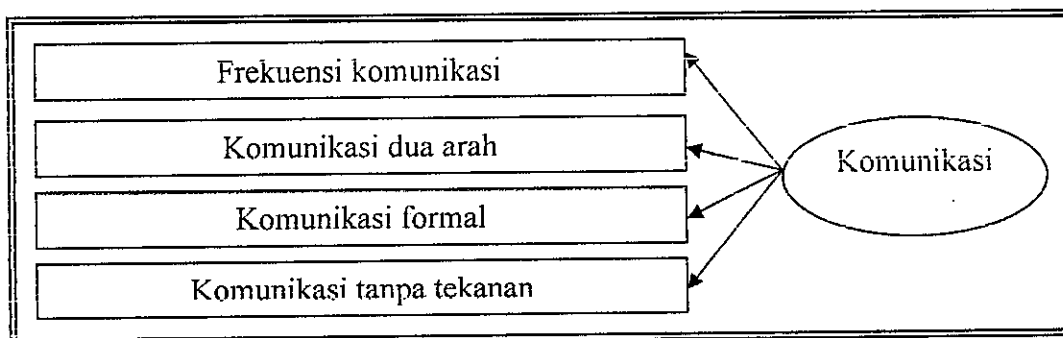 Frekuensi komunikasi
Komunikasi dua arah
Komunikasi
Komunikasi formal
Komunikasi tanpa tekanan